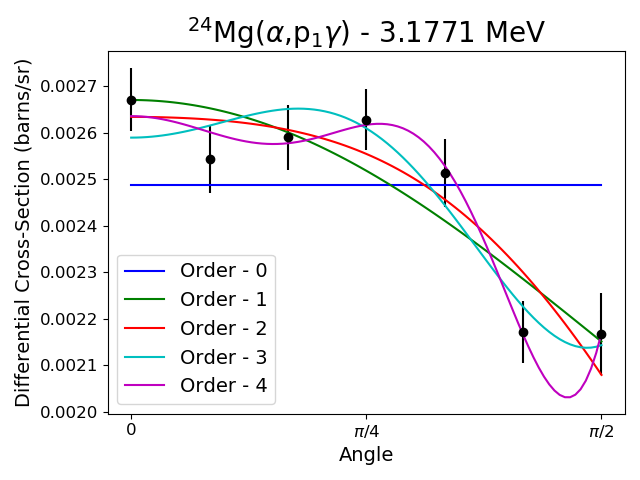 ²⁴Mg(α,p₁γ) - 3.1771 MeV
Differential Cross-Section (barns/sr)
0.0027
0.0026
0.0025
0.0024
0.0023
0.0022
0.0021
0.0020
Order - 0
Order - 1
Order - 2
Order - 3
Order - 4
0
π/4
π/2
Angle